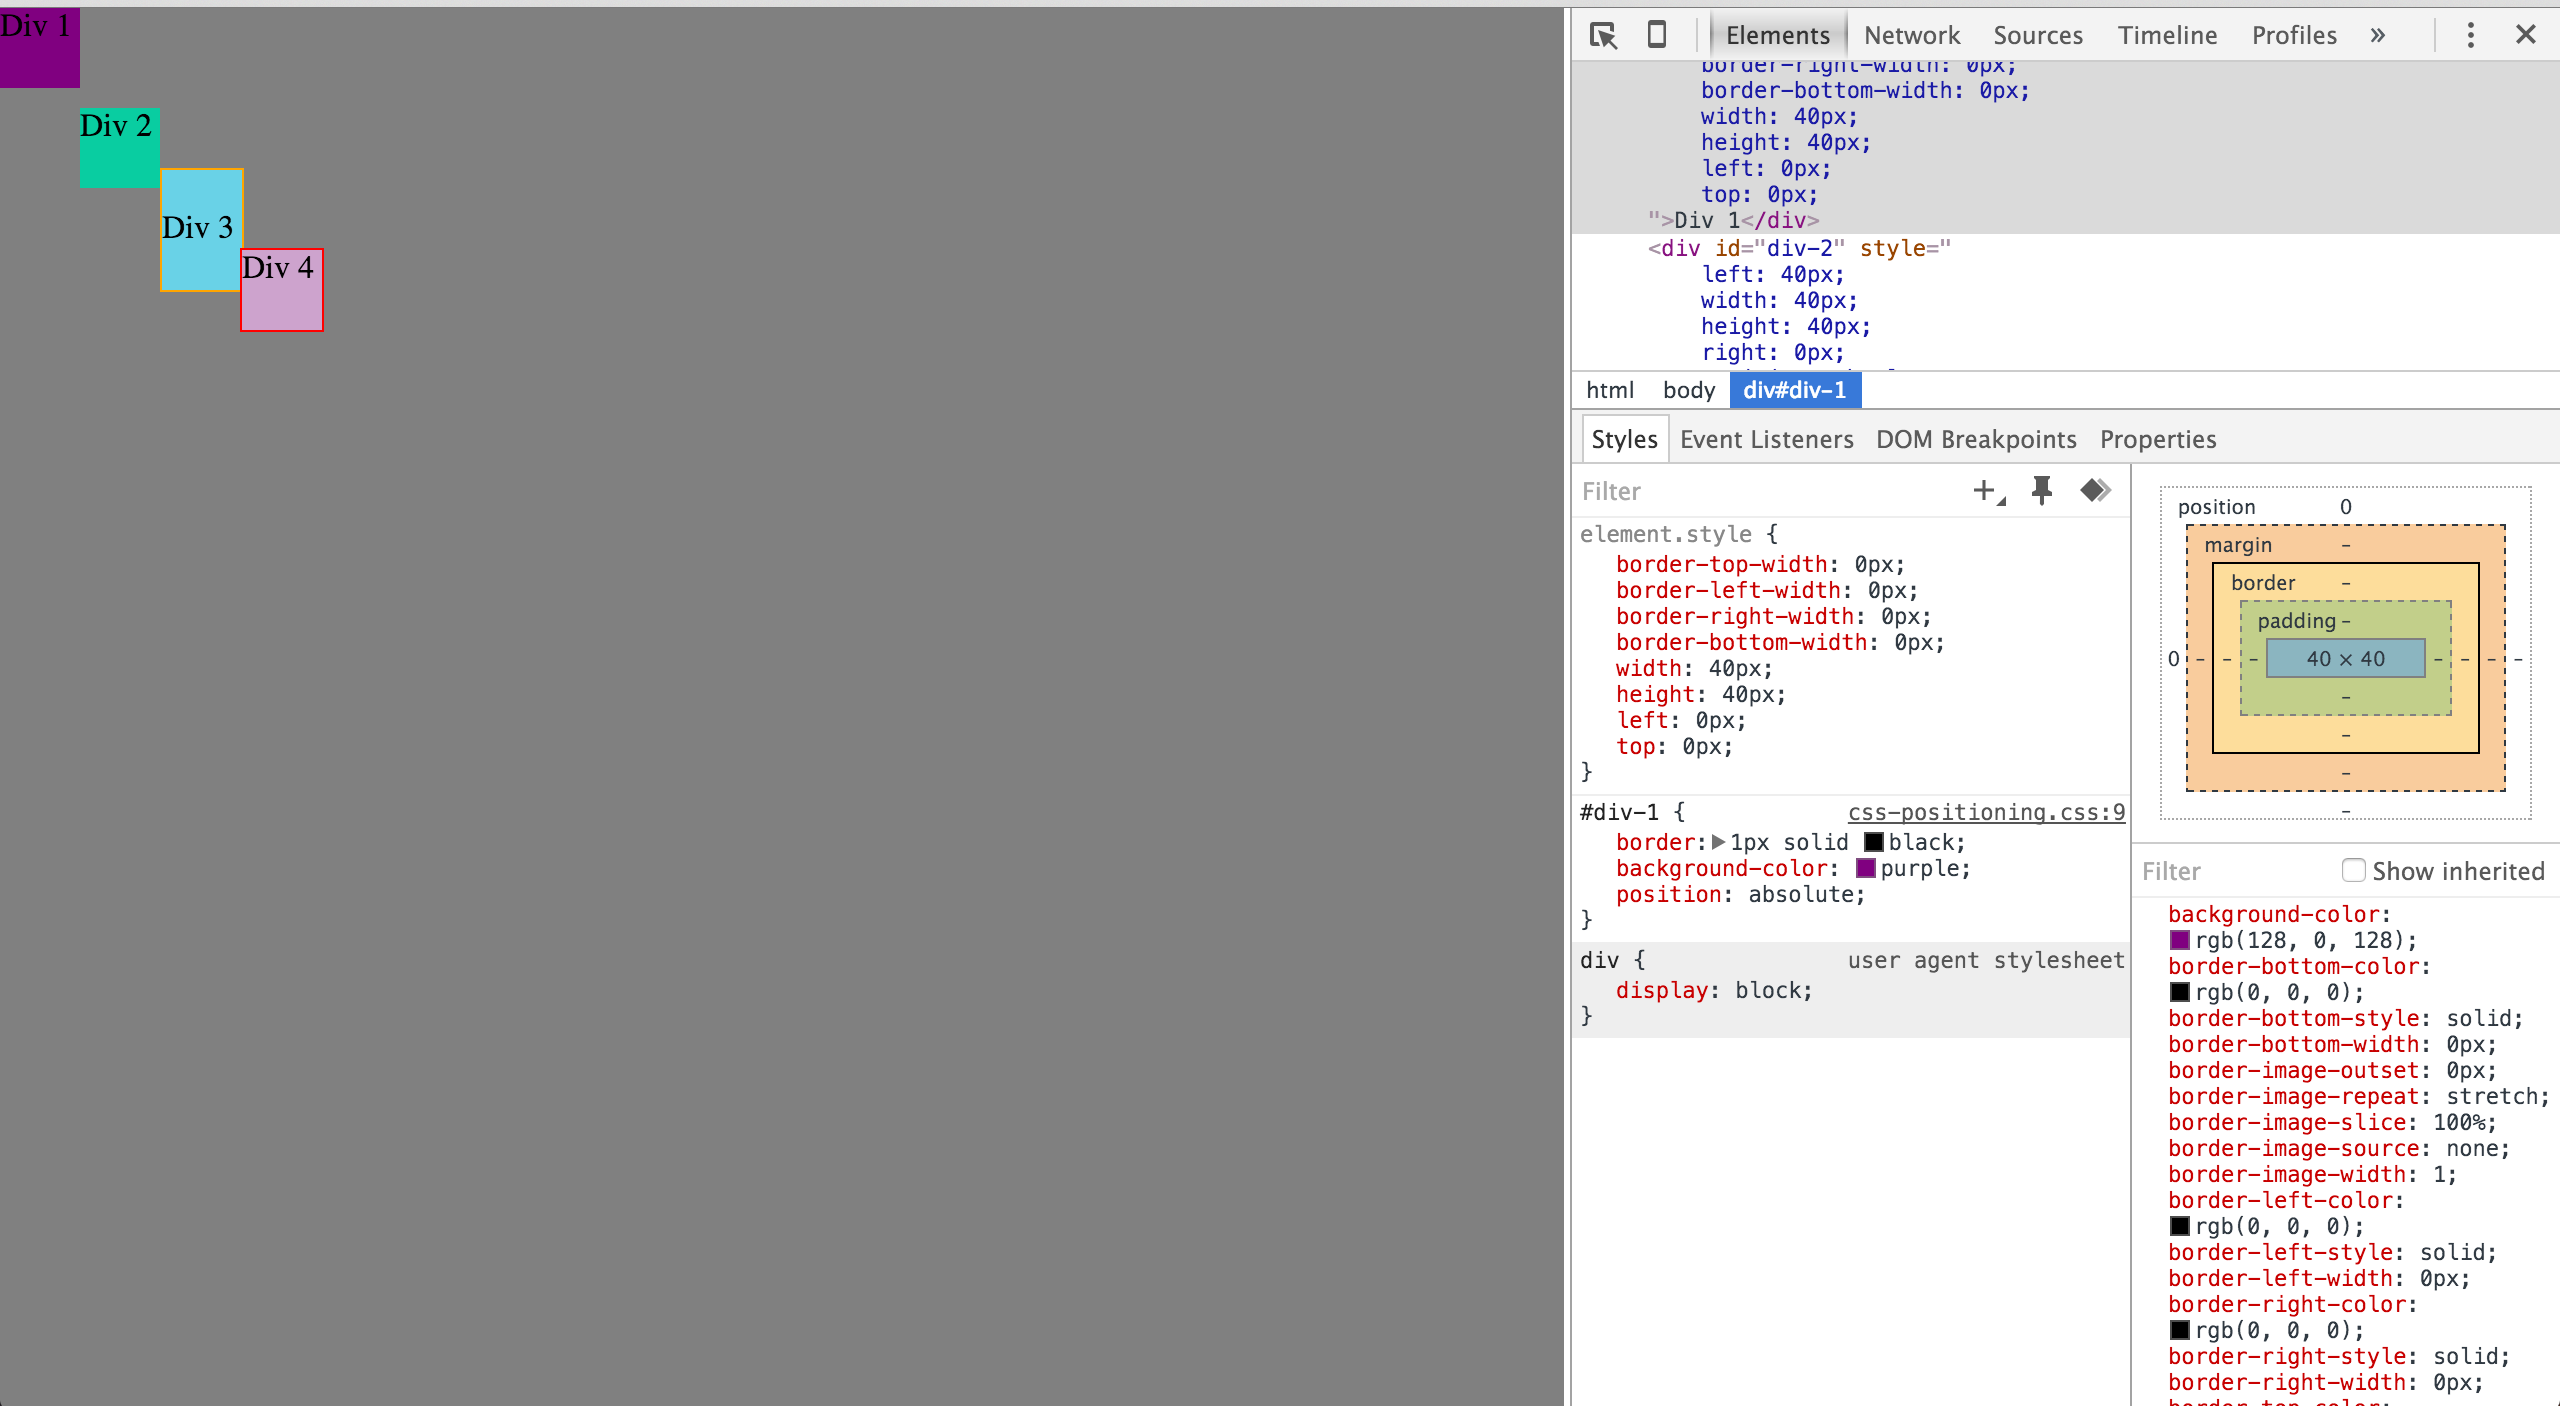 Div 1
Div 2
Div 3
Div 4
Elements Network Sources Timeline Profiles »
border-right-width: 0px;
border-bottom-width: 0px;
width: 40px;
height: 40px;
left: 0px;
top: 0px;
">Div 1</div>
<div id="div-2" style="
left: 40px;
width: 40px;
height: 40px;
right: 0px;
html body div#div-1
Styles Event Listeners DOM Breakpoints Properties
Filter
element.style {
border-top-width: 0px;
border-left-width: 0px;
border-right-width: 0px;
border-bottom-width: 0px;
width: 40px;
height: 40px;
left: 0px;
top: 0px;
}
#div-1 { css-positioning.css:9
border: 1px solid black;
background-color: purple;
position: absolute;
}
div { user agent stylesheet
display: block;
}
position 0
margin -
border -
padding -
0 - - - 40 × 40 - - - -
-
-
-
-
Filter Show inherited
background-color:
rgb(128, 0, 128);
border-bottom-color:
rgb(0, 0, 0);
border-bottom-style: solid;
border-bottom-width: 0px;
border-image-outset: 0px;
border-image-repeat: stretch;
border-image-slice: 100%;
border-image-source: none;
border-image-width: 1;
border-left-color:
rgb(0, 0, 0);
border-left-style: solid;
border-left-width: 0px;
border-right-color:
rgb(0, 0, 0);
border-right-style: solid;
border-right-width: 0px;
border-top-color: